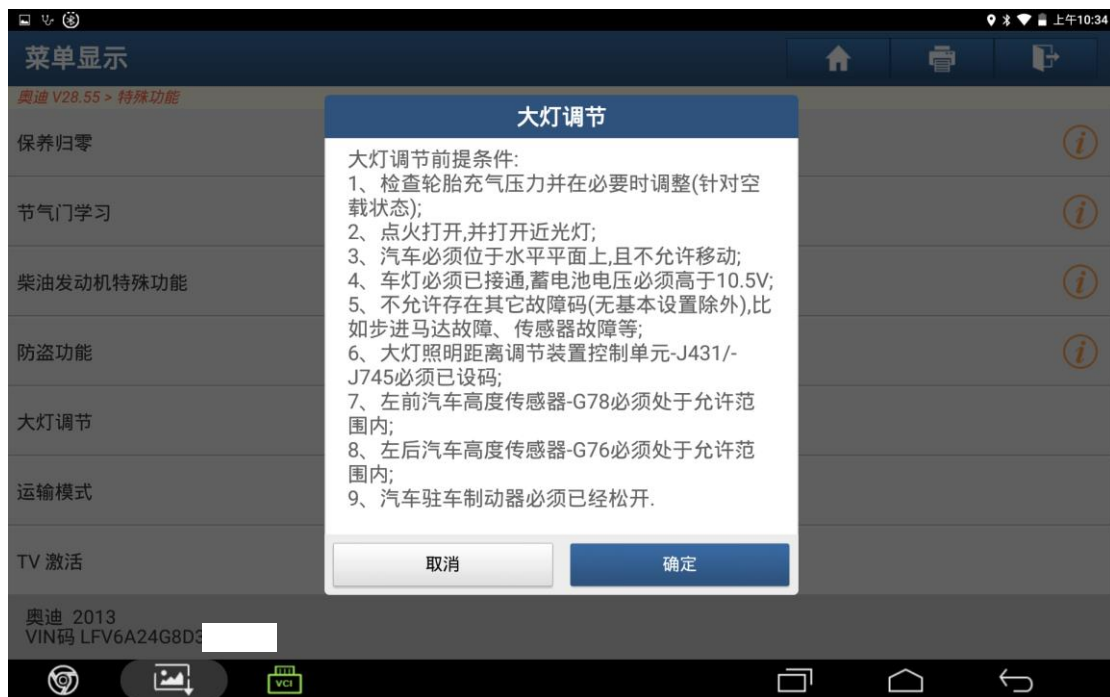 上午10:34
菜单显示
奥迪 V28.55 > 特殊功能
保养归零
节气门学习
柴油发动机特殊功能
防盗功能
大灯调节
运输模式
TV 激活
大灯调节
大灯调节前提条件:
1、检查轮胎充气压力并在必要时调整(针对空
载状态);
2、点火打开,并打开近光灯;
3、汽车必须位于水平平面上,且不允许移动;
4、车灯必须已接通,蓄电池电压必须高于10.5V;
5、不允许存在其它故障码(无基本设置除外),比
如步进马达故障、传感器故障等;
6、大灯照明距离调节装置控制单元-J431/-
J745必须已设码;
7、左前汽车高度传感器-G78必须处于允许范
围内;
8、左后汽车高度传感器-G76必须处于允许范
围内;
9、汽车驻车制动器必须已经松开.
取消
确定
奥迪 2013
VIN码 LFV6A24G8D3
VCI